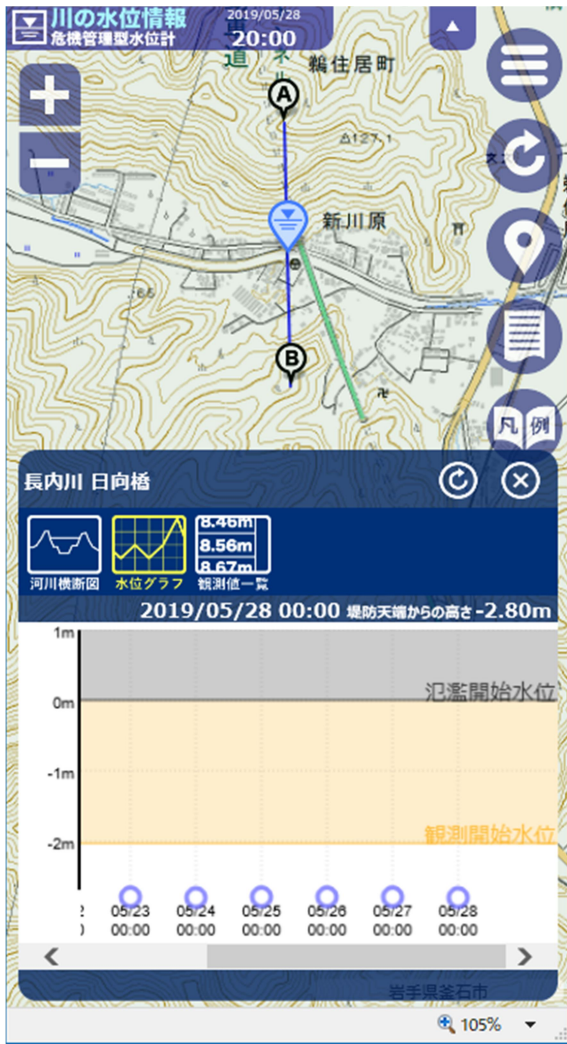 川の水位情報
危機管理型水位計
2019/05/28
20:00
▲
鵜住居町
A
127.1
新川原
B
凡例
長内川 日向橋
河川横断図
水位グラフ
8.46m
8.56m
8.67m
観測値一覧
2019/05/28 00:00 堤防天端からの高さ-2.80m
1m
0m
-1m
-2m
氾濫開始水位
観測開始水位
05/23 05/24 05/25 05/26 05/27 05/28
00:00 00:00 00:00 00:00 00:00 00:00
岩手県釜石市
105%